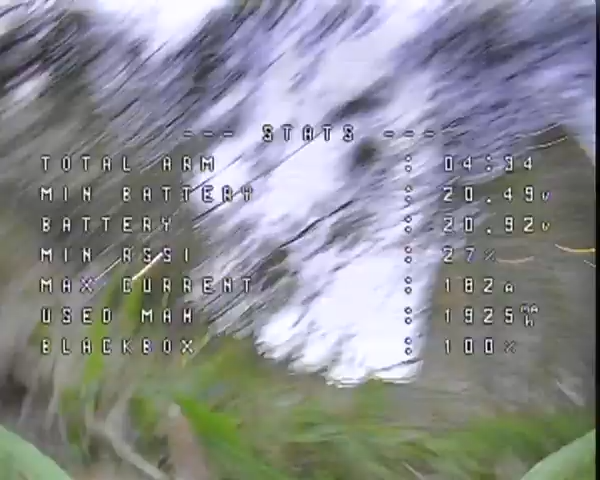 --- STATS ---
TOTAL ARM : 04:34
MIN BATTERY : 20.49V
BATTERY : 20.92V
MIN RSSI : 27%
MAX CURRENT : 182A
USED MAH : 1925MAH
BLACKBOX : 100%